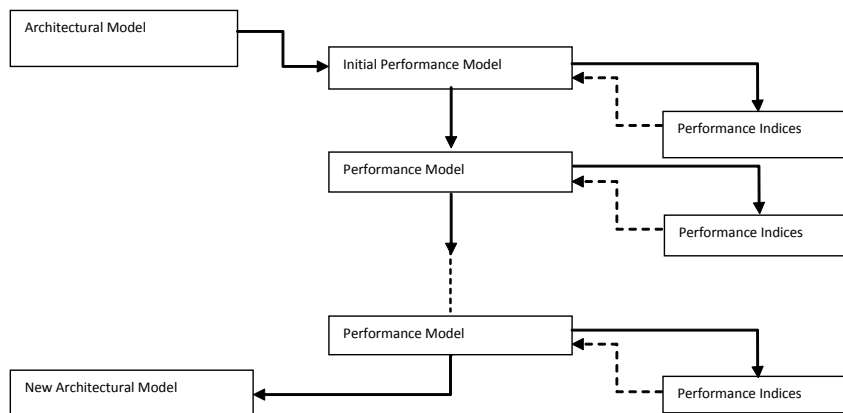 Architectural Model
Initial Performance Model
Performance Indices
Performance Model
Performance Indices
Performance Model
New Architectural Model
Performance Indices